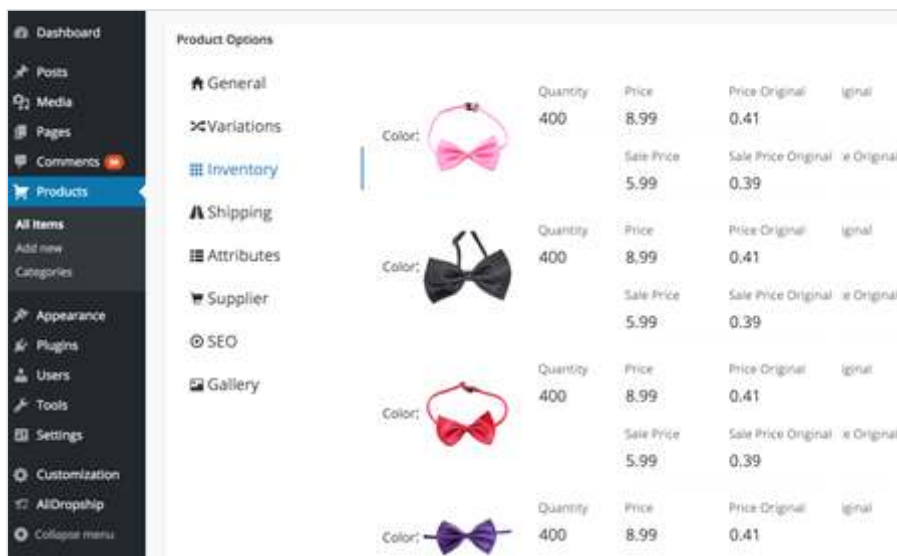 Dashboard
Posts
Media
Pages
Comments
Products
All Items
Add new
Categories
Appearance
Plugins
Users
Tools
Settings
Customization
AliDropship
Collapse menu
Product Options
General
Variations
Inventory
Shipping
Attributes
Supplier
SEO
Gallery
Color:
Quantity Price Price Original iginal
400 8.99 0.41
Sale Price Sale Price Original e Original
5.99 0.39
Color:
Quantity Price Price Original iginal
400 8.99 0.41
Sale Price Sale Price Original e Original
5.99 0.39
Color:
Quantity Price Price Original iginal
400 8.99 0.41
Sale Price Sale Price Original e Original
5.99 0.39
Color:
Quantity Price Price Original iginal
400 8.99 0.41